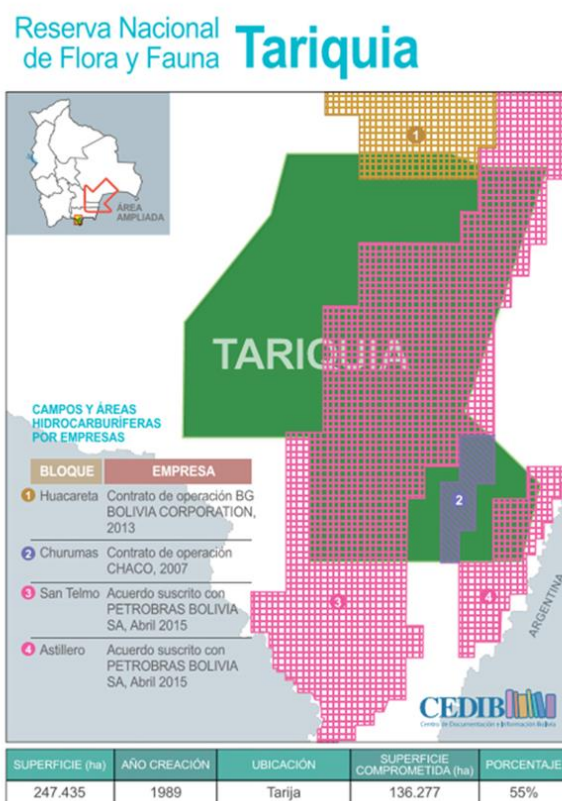 Reserva Nacional
de Flora y Fauna Tariquia
ÁREA
AMPLIADA
1
TARIQUIA
CAMPOS Y ÁREAS
HIDROCARBURÍFERAS
POR EMPRESAS
BLOQUE EMPRESA
1 Huacareta Contrato de operación BG
BOLIVIA CORPORATION,
2013
2 Churumas Contrato de operación
CHACO, 2007
3 San Telmo Acuerdo suscrito con
PETROBRAS BOLIVIA
SA, Abril 2015
4 Astillero Acuerdo suscrito con
PETROBRAS BOLIVIA
SA, Abril 2015
2
3
4
ARGENTINA
CEDIB
Centro de Documentación e Información Bolivia
SUPERFICIE (ha) AÑO CREACIÓN UBICACIÓN SUPERFICIE COMPROMETIDA (ha) PORCENTAJE
247.435 1989 Tarija 136.277 55%